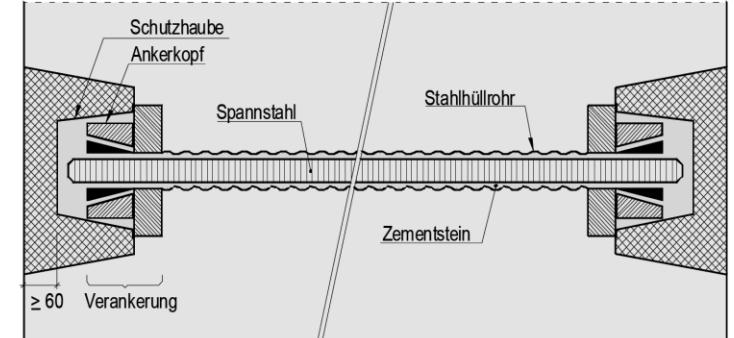 Schutzhaube
Ankerkopf
Spannstahl
Stahlhüllrohr
Zementstein
≥ 60 Verankerung